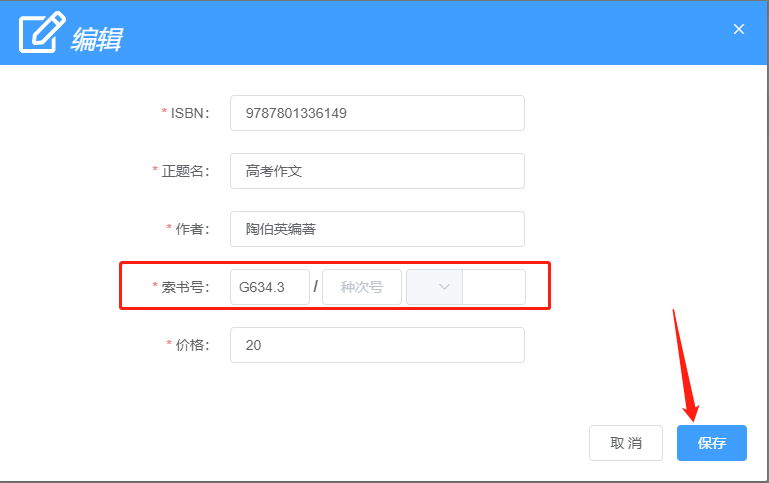 编辑
* ISBN: 9787801336149
* 正题名: 高考作文
* 作者: 陶伯英编著
* 索书号: G634.3 / 种次号
* 价格: 20
取 消 保存